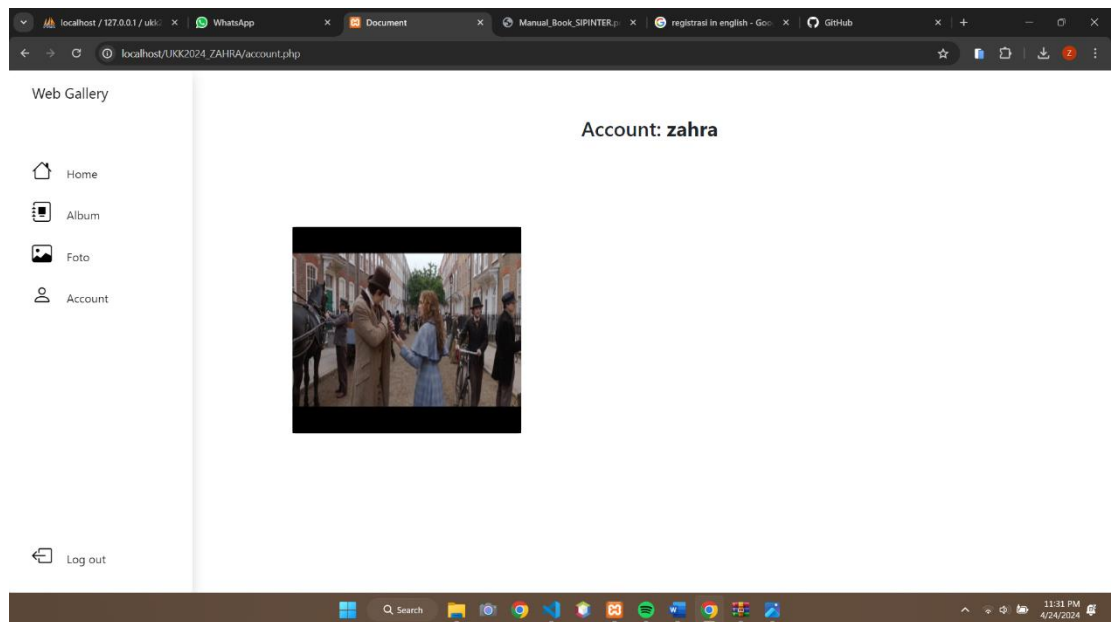 localhost / 127.0.0.1 / ukk2
WhatsApp
Document
Manual_Book_SIPINTER.p
registrasi in english - Goo
GitHub
localhost/UKK2024_ZAHRA/account.php
Z
Web Gallery
Account: zahra
Home
Album
Foto
Account
Log out
Search
11:31 PM
4/24/2024